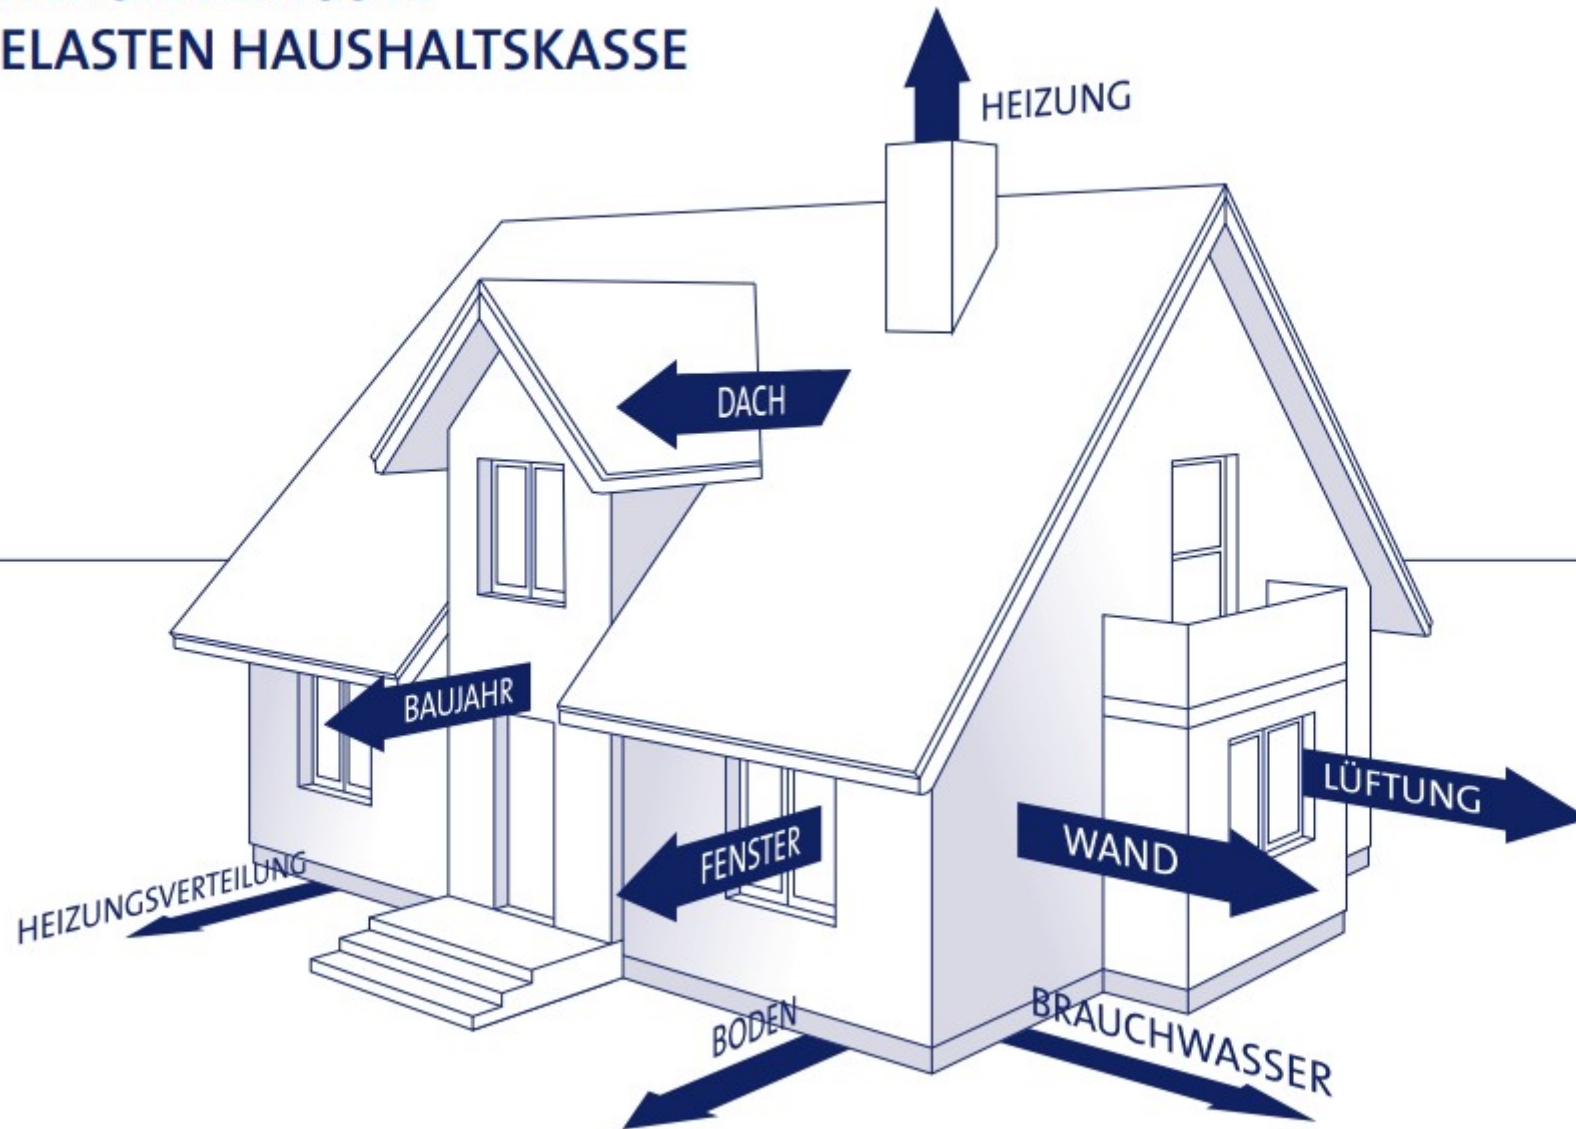 ELASTEN HAUSHALTSKASSE
HEIZUNG
DACH
BAUJAHR
LÜFTUNG
FENSTER
WAND
HEIZUNGSVERTEILUNG
BODEN
BRAUCHWASSER